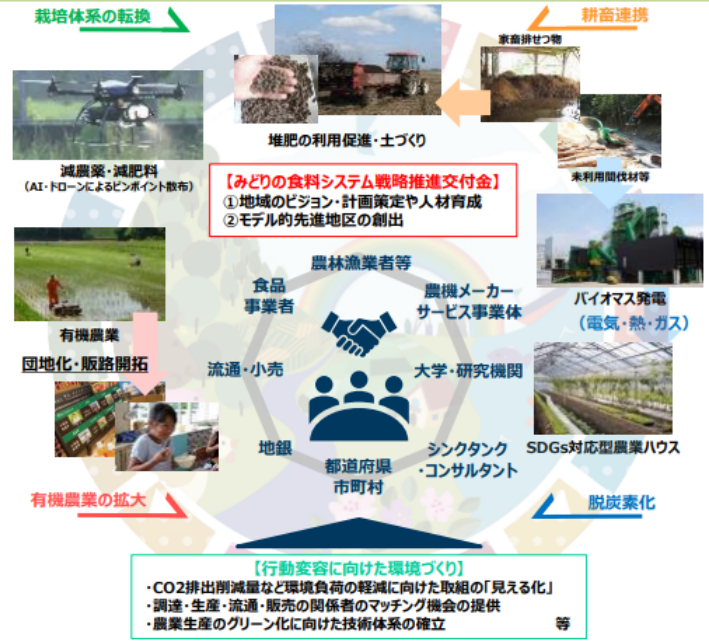 栽培体系の転換
耕畜連携
家畜排せつ物
堆肥の利用促進・土づくり
未利用間伐材等
減農薬・減肥料
(AI・ドローンによるピンポイント散布)
【みどりの食料システム戦略推進交付金】
①地域のビジョン・計画策定や人材育成
②モデル的先進地区の創出
農林漁業者等
食品
事業者
農機メーカー
サービス事業体
バイオマス発電
(電気・熱・ガス)
有機農業
団地化・販路開拓
流通・小売
大学・研究機関
地銀
都道府県
市町村
シンクタンク
・コンサルタント
SDGs対応型農業ハウス
有機農業の拡大
脱炭素化
【行動変容に向けた環境づくり】
・CO2排出削減量など環境負荷の軽減に向けた取組の「見える化」
・調達・生産・流通・販売の関係者のマッチング機会の提供
・農業生産のグリーン化に向けた技術体系の確立 等